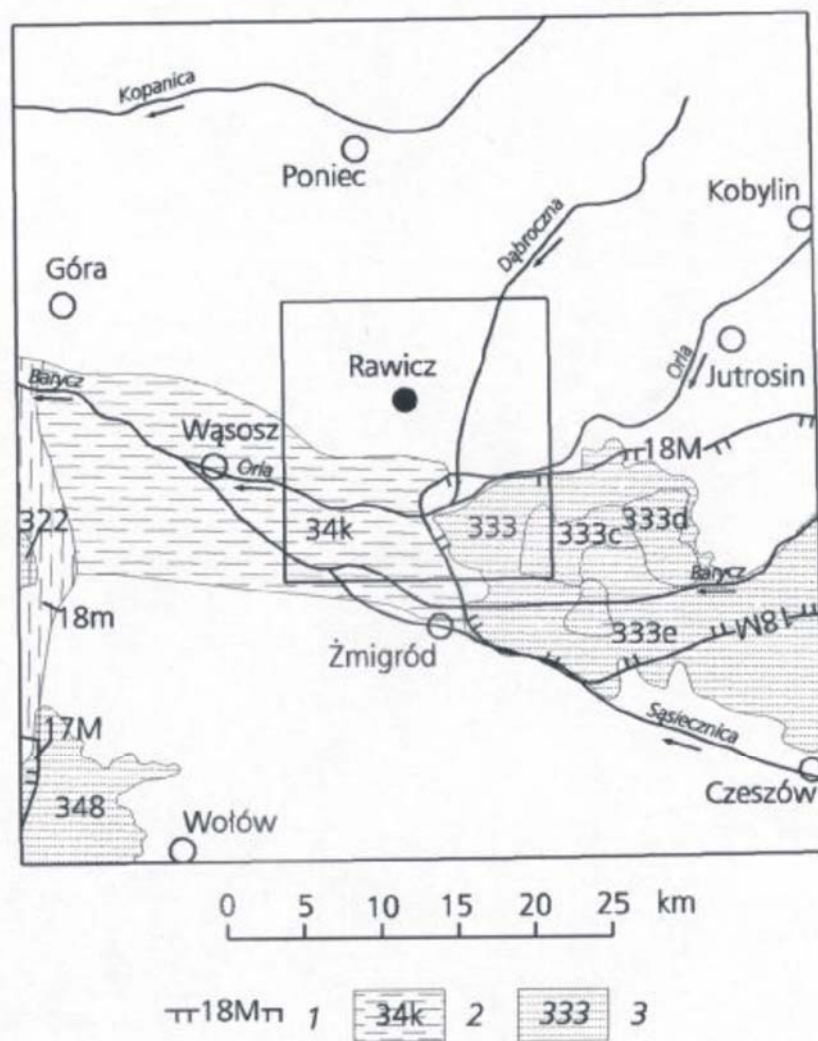 Kopanica
Poniec
Kobylin
Dąbroczna
Góra
Rawicz
Orla
Jutrosin
Barycz
Wąsosz
Orla
18M
333
333d
333c
34k
322
Barycz
18m
333e
18M
Żmigród
17M
Sąsiecznica
348
Czeszów
Wołów
0 5 10 15 20 25 km
18M 1 34k 2 333 3